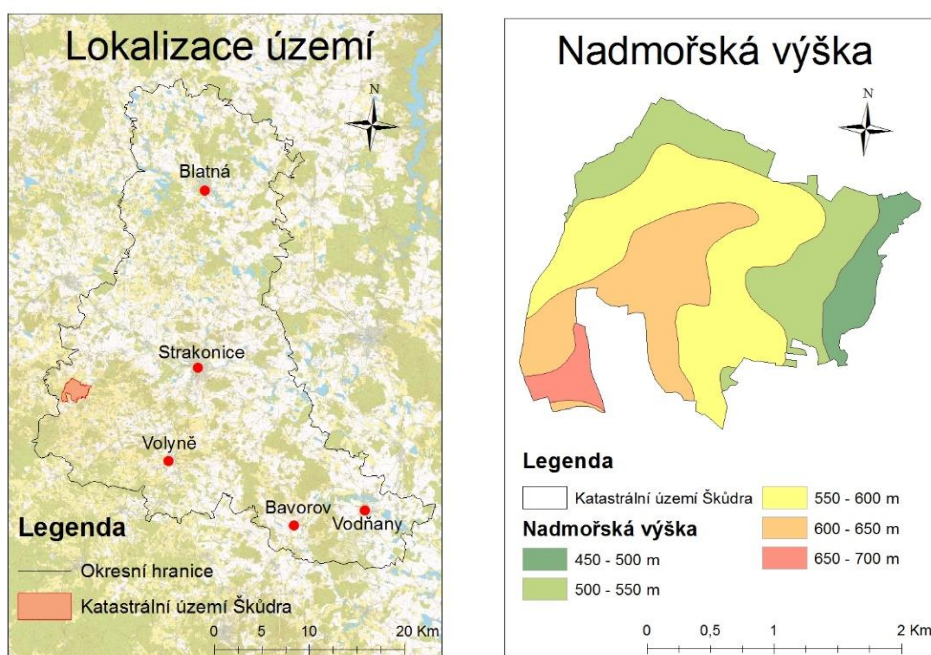 Lokalizace území
N
Blatná
Strakonice
Volyně
Bavorov
Vodňany
Legenda
Okresní hranice
Katastrální území Škůdra
0 5 10 20 Km
Nadmořská výška
N
Legenda
Katastrální území Škůdra
Nadmořská výška
450 - 500 m
500 - 550 m
550 - 600 m
600 - 650 m
650 - 700 m
0 0,5 1 2 Km